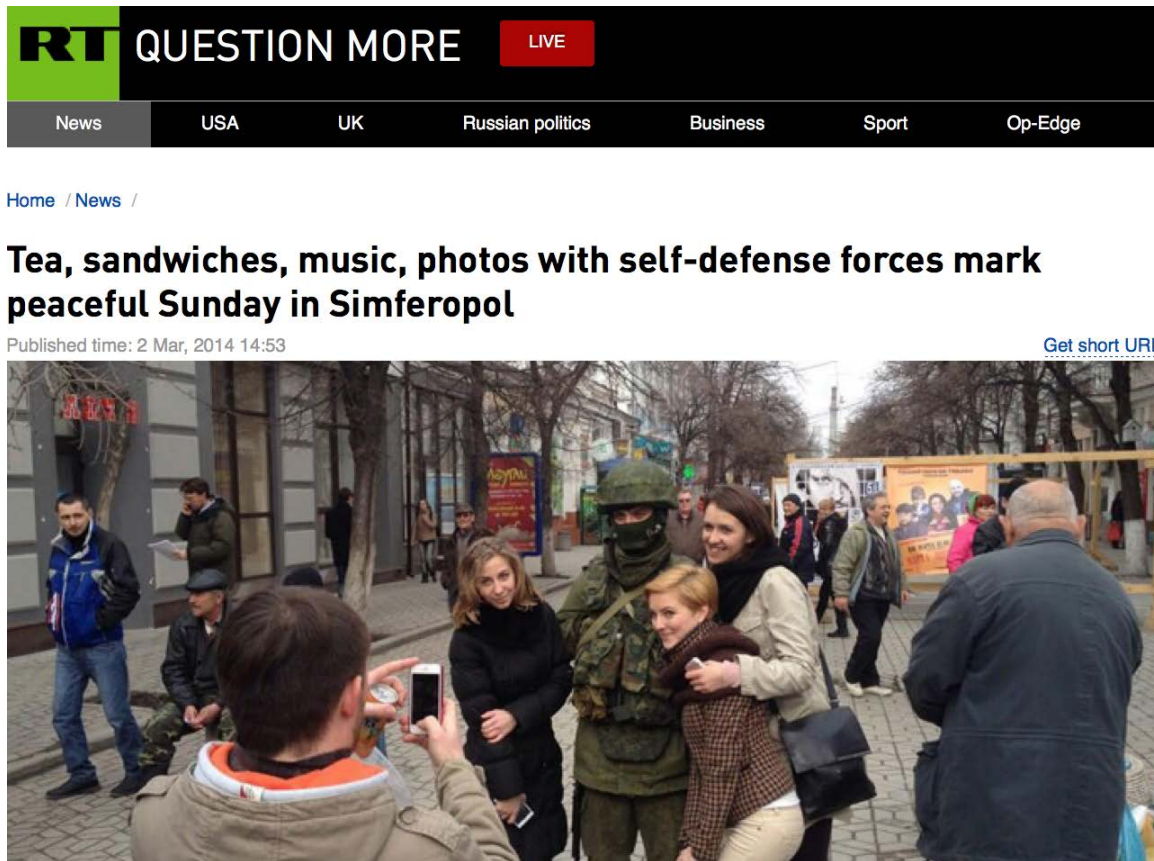 RT QUESTION MORE LIVE
News USA UK Russian politics Business Sport Op-Edge
Home / News /
Tea, sandwiches, music, photos with self-defense forces mark
peaceful Sunday in Simferopol
Published time: 2 Mar, 2014 14:53
Get short URL